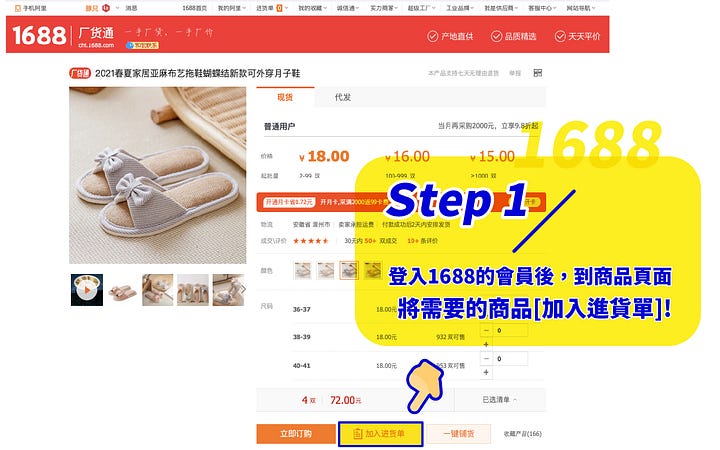 手机阿里
消息
1688首页
我的阿里
进货单 0
我的收藏
诚信通
买力商家
超级工厂
工业品牌
我是供应商
客服中心
网站导航
1688 厂货通 一手厂货,一手厂价
cht.1688.com
产地直供
品质精选
天天平价
厂货通 2021春夏家居亚麻布艺拖鞋蝴蝶结新款可外穿月子鞋
本产品支持七天无理由退货 举报
现货 代发
普通用户
当月再采购2000元,立享9.8折起
1688
价格 ¥ 18.00 ¥ 16.00 ¥ 15.00
起批量 2-99 双 100-999 双 >1000 双
开通月卡省1.72元 开月卡,采满2000返99卡费
Step 1
物流 安徽省 滁州市 卖家承担运费 付款成功后2天内安排发货
成交\评价 30天内 50+ 双成交 10+ 条评价
颜色
登入1688的會員後,到商品頁面
將需要的商品[加入進貨單]!
尺码 36-37 18.00元
38-39 18.00元 932 双可售 − 0 +
40-41 18.00元 953 双可售 − 0 +
4 双 72.00元 已选清单
立即订购 加入进货单 一键铺货 收藏产品(166)